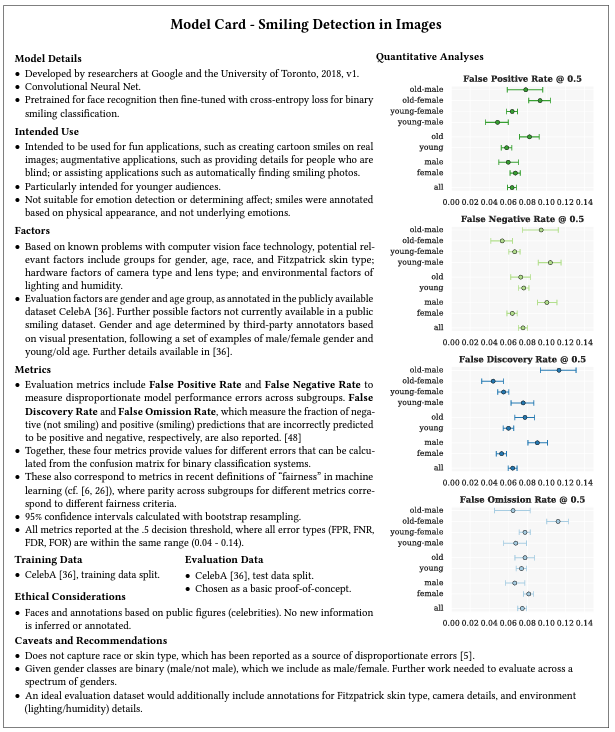 Model Card - Smiling Detection in Images
Model Details
• Developed by researchers at Google and the University of Toronto, 2018, v1.
• Convolutional Neural Net.
• Pretrained for face recognition then fine-tuned with cross-entropy loss for binary
smiling classification.
Intended Use
• Intended to be used for fun applications, such as creating cartoon smiles on real
images; augmentative applications, such as providing details for people who are
blind; or assisting applications such as automatically finding smiling photos.
• Particularly intended for younger audiences.
• Not suitable for emotion detection or determining affect; smiles were annotated
based on physical appearance, and not underlying emotions.
Factors
• Based on known problems with computer vision face technology, potential rel-
evant factors include groups for gender, age, race, and Fitzpatrick skin type;
hardware factors of camera type and lens type; and environmental factors of
lighting and humidity.
• Evaluation factors are gender and age group, as annotated in the publicly available
dataset CelebA [36]. Further possible factors not currently available in a public
smiling dataset. Gender and age determined by third-party annotators based
on visual presentation, following a set of examples of male/female gender and
young/old age. Further details available in [36].
Metrics
• Evaluation metrics include False Positive Rate and False Negative Rate to
measure disproportionate model performance errors across subgroups. False
Discovery Rate and False Omission Rate, which measure the fraction of nega-
tive (not smiling) and positive (smiling) predictions that are incorrectly predicted
to be positive and negative, respectively, are also reported. [48]
• Together, these four metrics provide values for different errors that can be calcu-
lated from the confusion matrix for binary classification systems.
• These also correspond to metrics in recent definitions of “fairness” in machine
learning (cf. [6, 26]), where parity across subgroups for different metrics corre-
spond to different fairness criteria.
• 95% confidence intervals calculated with bootstrap resampling.
• All metrics reported at the .5 decision threshold, where all error types (FPR, FNR,
FDR, FOR) are within the same range (0.04 - 0.14).
Training Data
• CelebA [36], training data split.
Evaluation Data
• CelebA [36], test data split.
• Chosen as a basic proof-of-concept.
Ethical Considerations
• Faces and annotations based on public figures (celebrities). No new information
is inferred or annotated.
Quantitative Analyses
False Positive Rate @ 0.5
old-male
old-female
young-female
young-male
old
young
male
female
all
0.00 0.02 0.04 0.06 0.08 0.10 0.12 0.14
False Negative Rate @ 0.5
old-male
old-female
young-female
young-male
old
young
male
female
all
0.00 0.02 0.04 0.06 0.08 0.10 0.12 0.14
False Discovery Rate @ 0.5
old-male
old-female
young-female
young-male
old
young
male
female
all
0.00 0.02 0.04 0.06 0.08 0.10 0.12 0.14
False Omission Rate @ 0.5
old-male
old-female
young-female
young-male
old
young
male
female
all
0.00 0.02 0.04 0.06 0.08 0.10 0.12 0.14
Caveats and Recommendations
• Does not capture race or skin type, which has been reported as a source of disproportionate errors [5].
• Given gender classes are binary (male/not male), which we include as male/female. Further work needed to evaluate across a
spectrum of genders.
• An ideal evaluation dataset would additionally include annotations for Fitzpatrick skin type, camera details, and environment
(lighting/humidity) details.